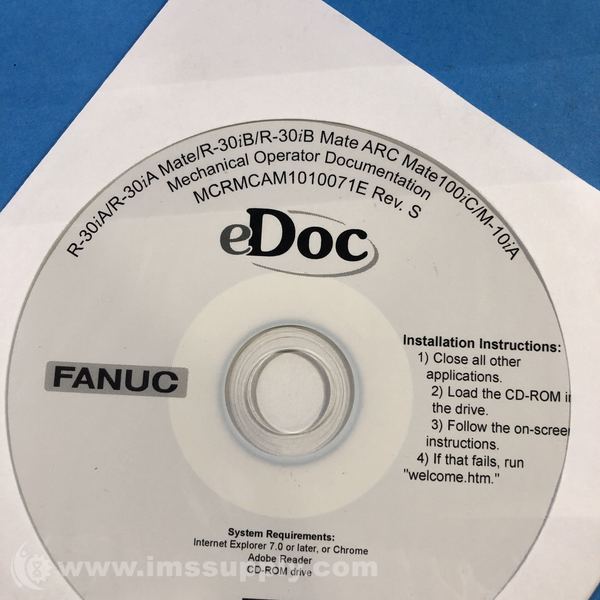 R-30iA/R-30iA Mate/R-30iB/R-30iB Mate ARC Mate100iC/M-10iA
Mechanical Operator Documentation
MCRMCAM1010071E Rev. S
eDoc
FANUC
Installation Instructions:
1) Close all other
applications.
2) Load the CD-ROM in
the drive.
3) Follow the on-screen
instructions.
4) If that fails, run
"welcome.htm."
System Requirements:
Internet Explorer 7.0 or later, or Chrome
Adobe Reader
CD-ROM drive
www.imssupply.com